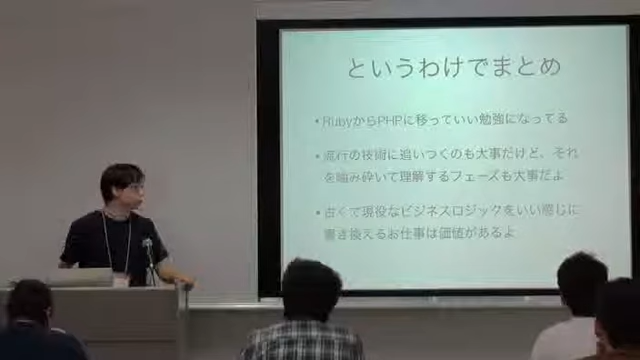 というわけでまとめ
• RubyからPHPに移っていい勉強になってる
• 流行の技術に追いつくのも大事だけど、それ
を噛み砕いて理解するフェーズも大事だよ
• 古くて現役なビジネスロジックをいい感じに
書き換えるお仕事は価値があるよ